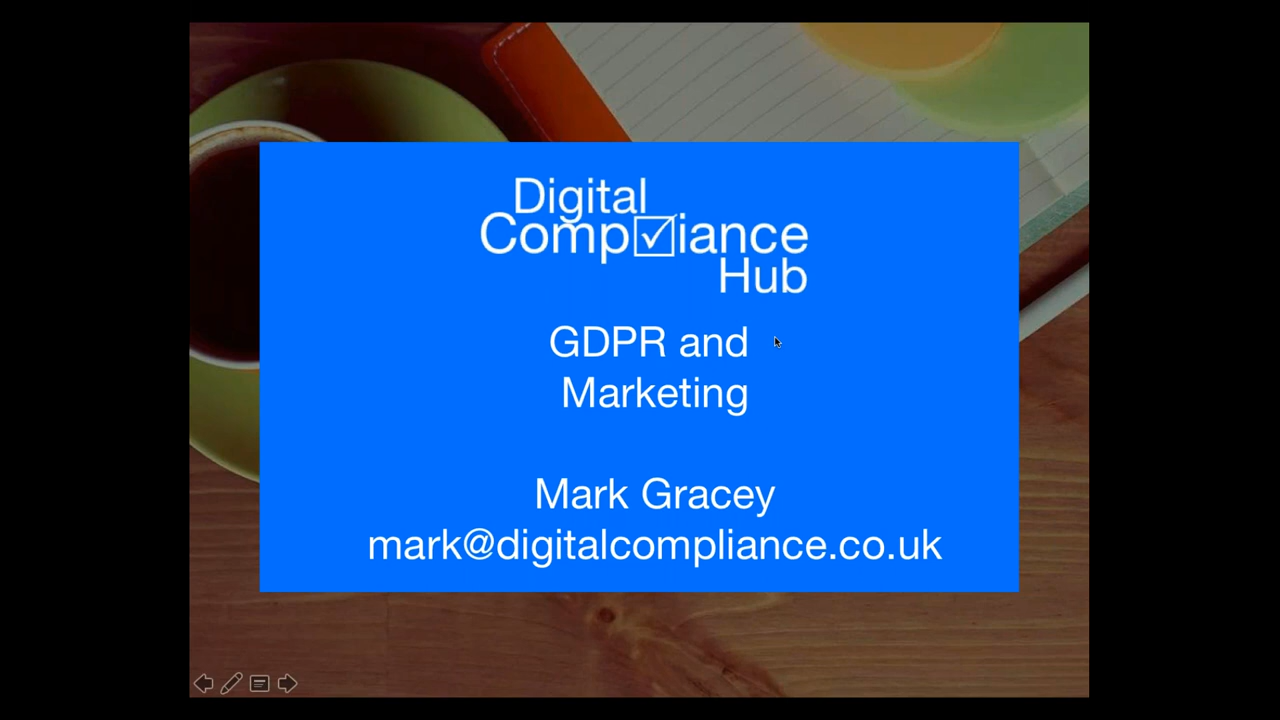 Digital
Comp☑iance
Hub
GDPR and
Marketing
Mark Gracey
mark@digitalcompliance.co.uk